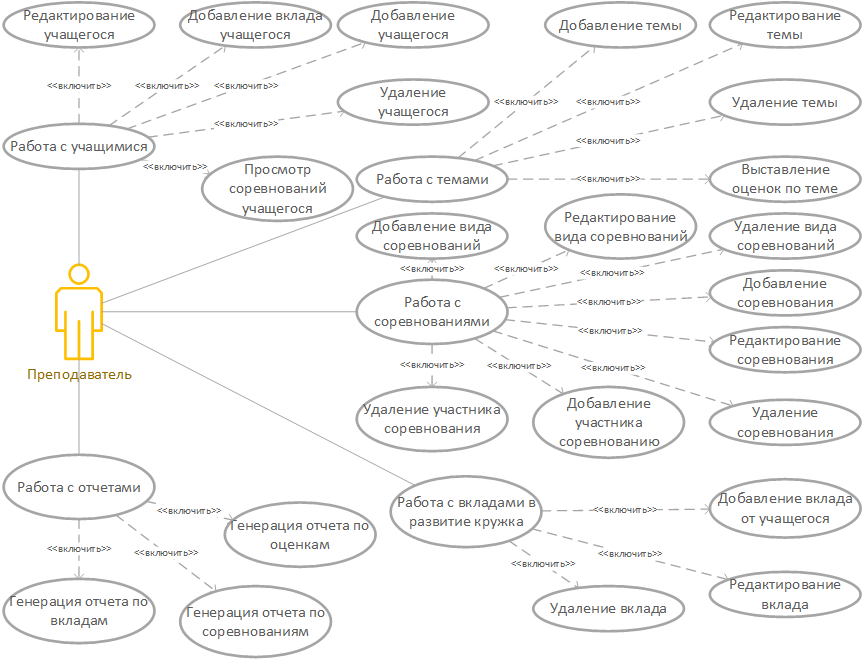 Редактирование
учащегося
Добавление вклада
учащегося
Добавление
учащегося
Добавление темы
Редактирование
темы
<<включить>>
<<включить>>
<<включить>>
Удаление
учащегося
<<включить>>
<<включить>>
Удаление темы
<<включить>>
<<включить>>
Работа с учащимися
<<включить>>
Просмотр
соревнований
учащегося
Работа с темами
<<включить>>
Выставление
оценок по теме
Добавление вида
соревнований
Редактирование
вида соревнований
Удаление вида
соревнований
<<включить>>
<<включить>>
<<включить>>
Работа с
соревнованиями
<<включить>>
Добавление
соревнования
<<включить>>
Редактирование
соревнования
Преподаватель
<<включить>>
<<включить>>
<<включить>>
Удаление участника
соревнования
Добавление
участника
соревнованию
Удаление
соревнования
Работа с отчетами
<<включить>>
Генерация отчета по
оценкам
Работа с вкладами в
развитие кружка
<<включить>>
Добавление вклада
от учащегося
<<включить>>
<<включить>>
<<включить>>
<<включить>>
Генерация отчета по
вкладам
Генерация отчета по
соревнованиям
Удаление вклада
Редактирование
вклада